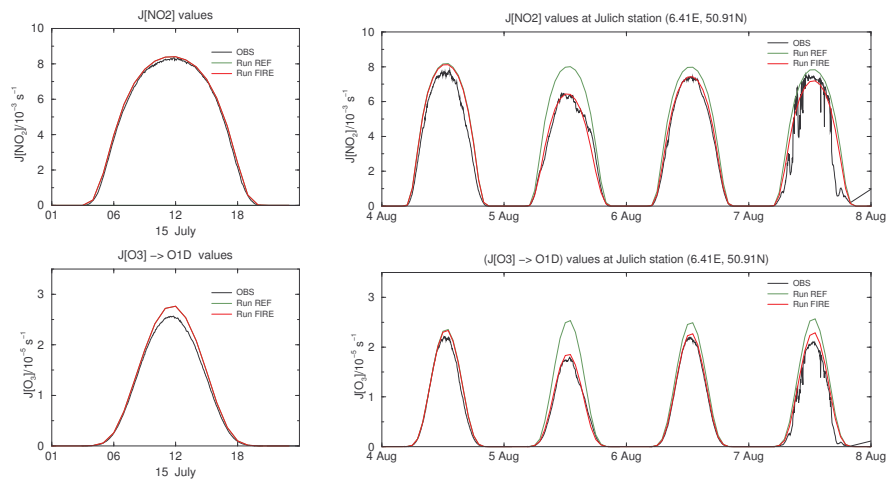 J[NO2] values
10
8
6
4
2
0
J[NO₂]/10⁻³ s⁻¹
OBS
Run REF
Run FIRE
01
06
12
18
15 July
J[NO2] values at Julich station (6.41E, 50.91N)
10
8
6
4
2
0
J[NO₂]/10⁻³ s⁻¹
OBS
Run REF
Run FIRE
4 Aug
5 Aug
6 Aug
7 Aug
8 Aug
J[O3] –> O1D values
3
2
1
0
J[O₃]/10⁻⁵ s⁻¹
OBS
Run REF
Run FIRE
01
06
12
18
15 July
(J[O3] –> O1D) values at Julich station (6.41E, 50.91N)
3
2
1
0
J[O₃]/10⁻⁵ s⁻¹
OBS
Run REF
Run FIRE
4 Aug
5 Aug
6 Aug
7 Aug
8 Aug